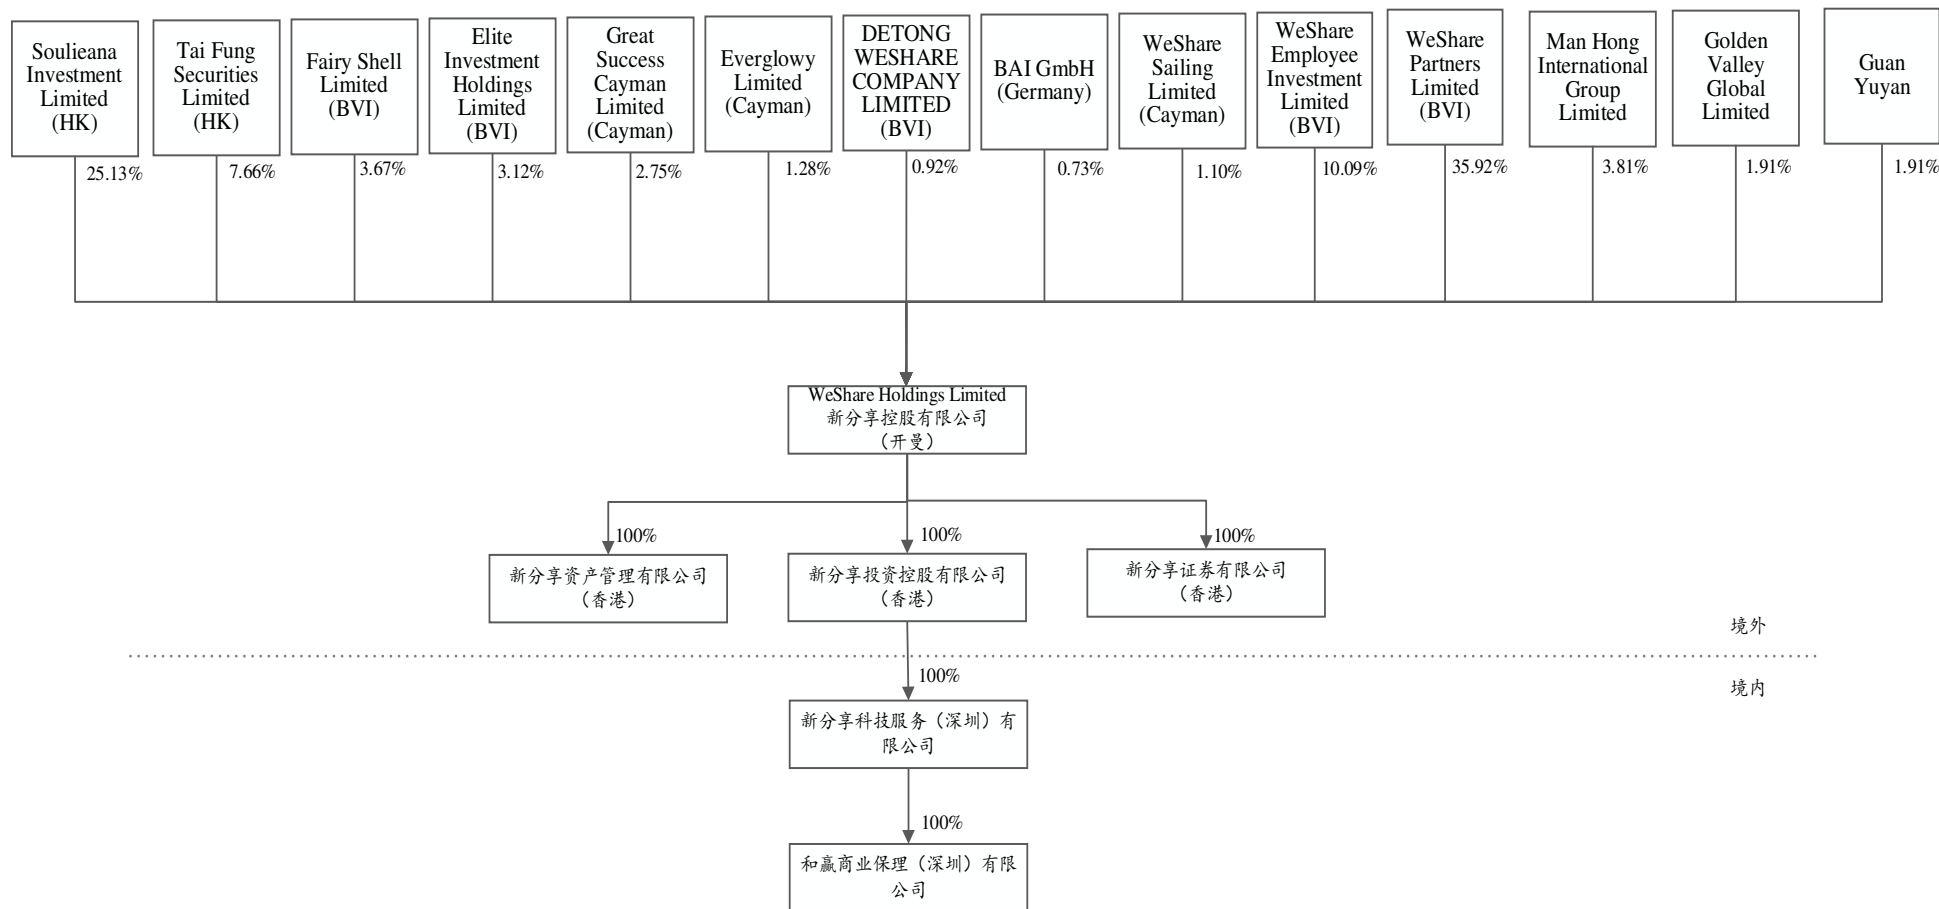 Soulieana
Investment
Limited
(HK)
Tai Fung
Securities
Limited
(HK)
Fairy Shell
Limited
(BVI)
Elite
Investment
Holdings
Limited
(BVI)
Great
Success
Cayman
Limited
(Cayman)
Everglowy
Limited
(Cayman)
DETONG
WESHARE
COMPANY
LIMITED
(BVI)
BAI GmbH
(Germany)
WeShare
Sailing
Limited
(Cayman)
WeShare
Employee
Investment
Limited
(BVI)
WeShare
Partners
Limited
(BVI)
Man Hong
International
Group
Limited
Golden
Valley
Global
Limited
Guan
Yuyan
25.13%
7.66%
3.67%
3.12%
2.75%
1.28%
0.92%
0.73%
1.10%
10.09%
35.92%
3.81%
1.91%
1.91%
WeShare Holdings Limited
新分享控股有限公司
（开曼）
100%
100%
100%
新分享资产管理有限公司
（香港）
新分享投资控股有限公司
（香港）
新分享证券有限公司
（香港）
境外
境内
100%
新分享科技服务（深圳）有
限公司
100%
和赢商业保理（深圳）有限
公司